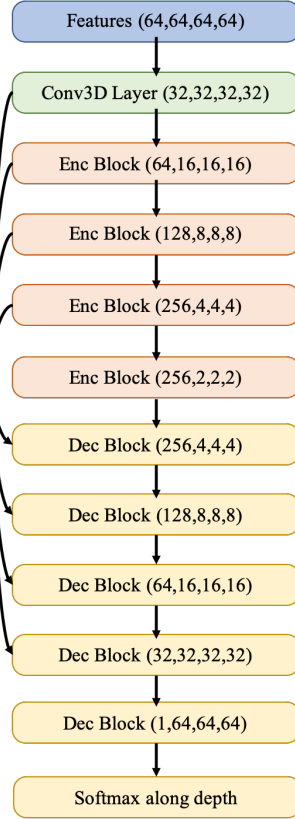 Features (64,64,64,64)
Conv3D Layer (32,32,32,32)
Enc Block (64,16,16,16)
Enc Block (128,8,8,8)
Enc Block (256,4,4,4)
Enc Block (256,2,2,2)
Dec Block (256,4,4,4)
Dec Block (128,8,8,8)
Dec Block (64,16,16,16)
Dec Block (32,32,32,32)
Dec Block (1,64,64,64)
Softmax along depth